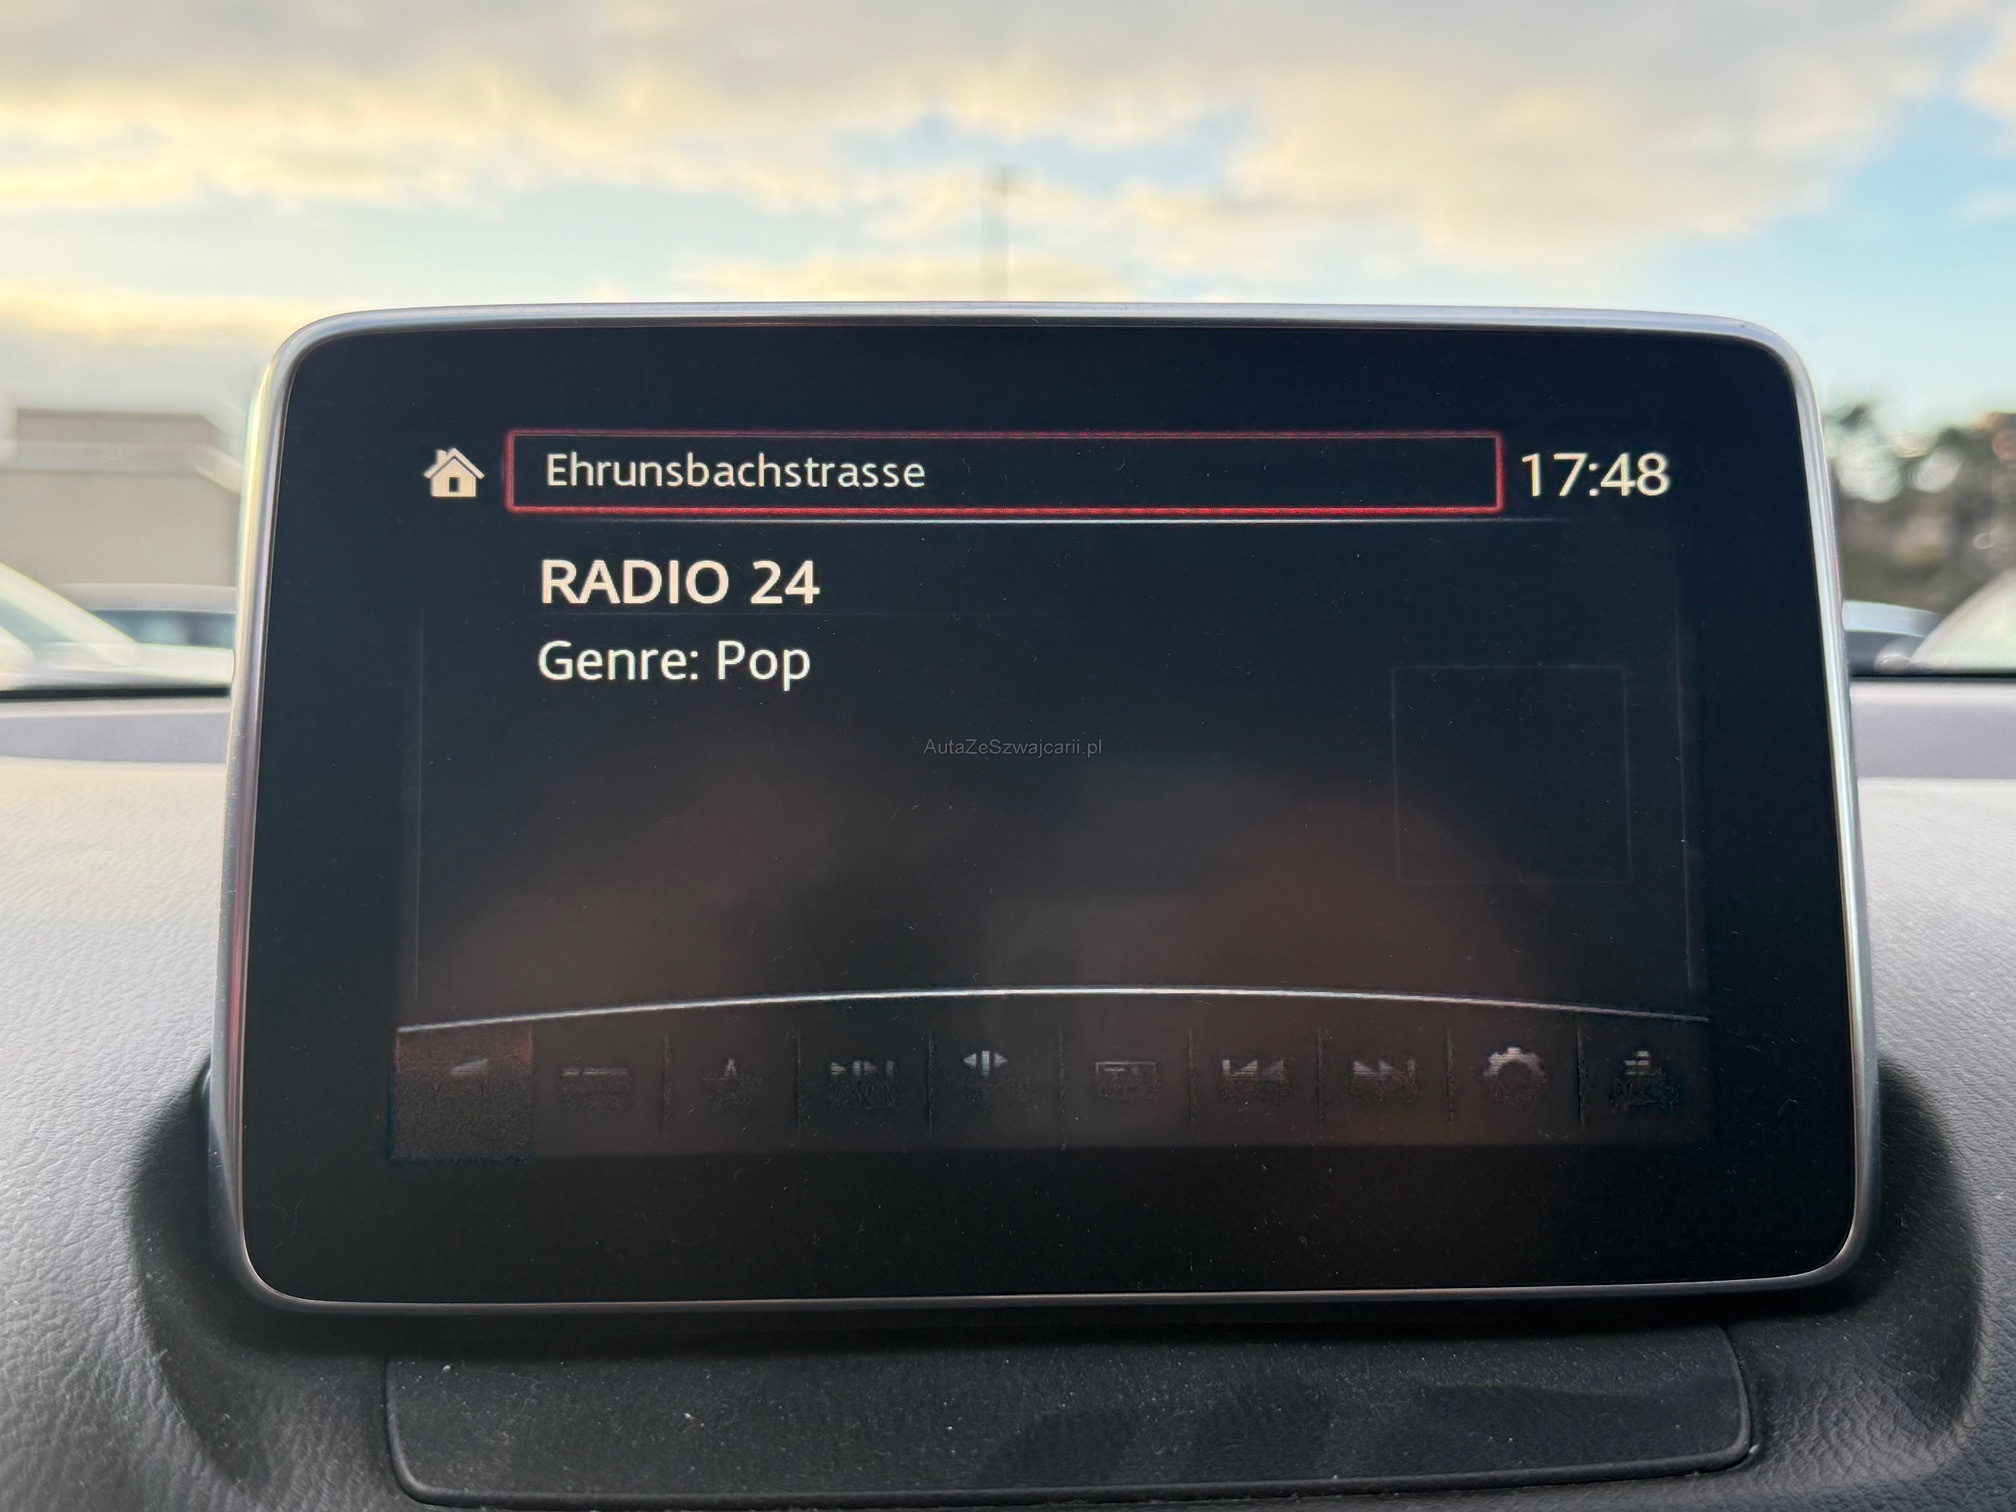 Ehrunsbachstrasse
17:48
RADIO 24
Genre: Pop
AutaZeSzwajcarii.pl